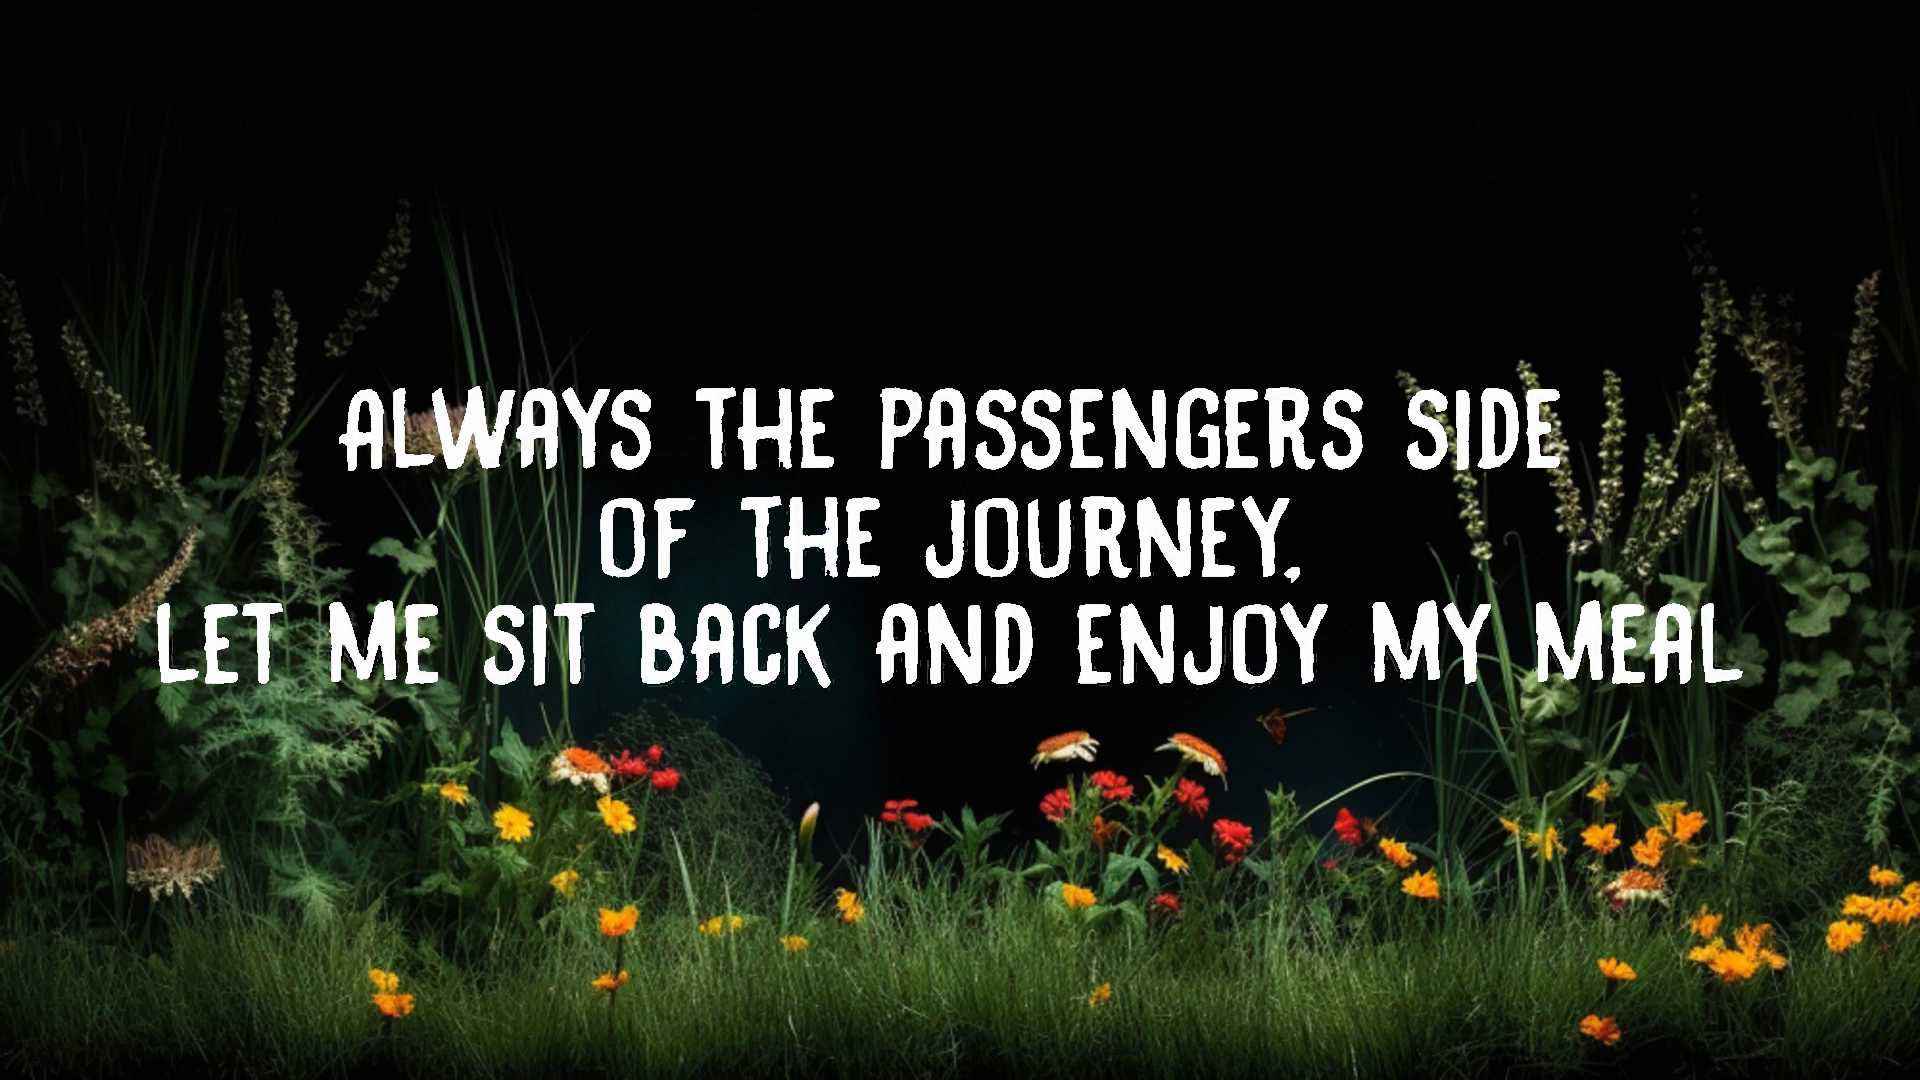 ALWAYS THE PASSENGERS SIDE
OF THE JOURNEY,
LET ME SIT BACK AND ENJOY MY MEAL